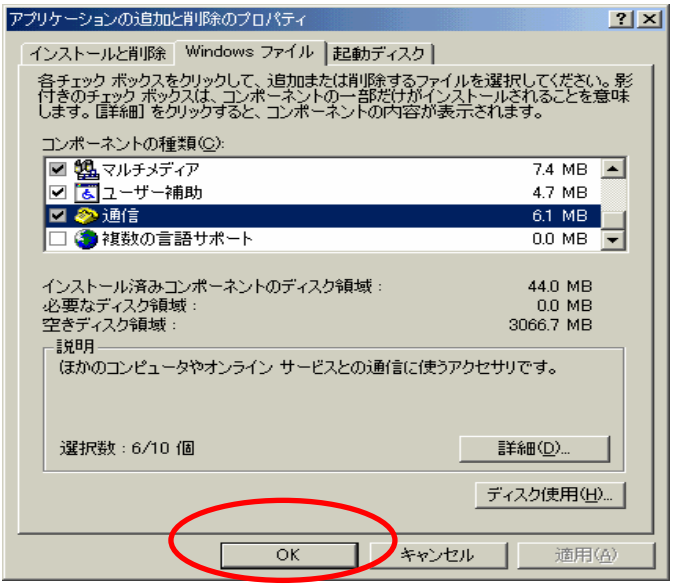 アプリケーションの追加と削除のプロパティ
インストールと削除 Windows ファイル 起動ディスク
各チェック ボックスをクリックして、追加または削除するファイルを選択してください。影
付きのチェック ボックスは、コンポーネントの一部だけがインストールされることを意味
します。[詳細] をクリックすると、コンポーネントの内容が表示されます。
コンポーネントの種類(C):
マルチメディア 7.4 MB
ユーザー補助 4.7 MB
通信 6.1 MB
複数の言語サポート 0.0 MB
インストール済みコンポーネントのディスク領域 : 44.0 MB
必要なディスク領域 : 0.0 MB
空きディスク領域 : 3066.7 MB
説明
ほかのコンピュータやオンライン サービスとの通信に使うアクセサリです。
選択数 : 6/10 個 詳細(D)...
ディスク使用(H)...
OK キャンセル 適用(A)